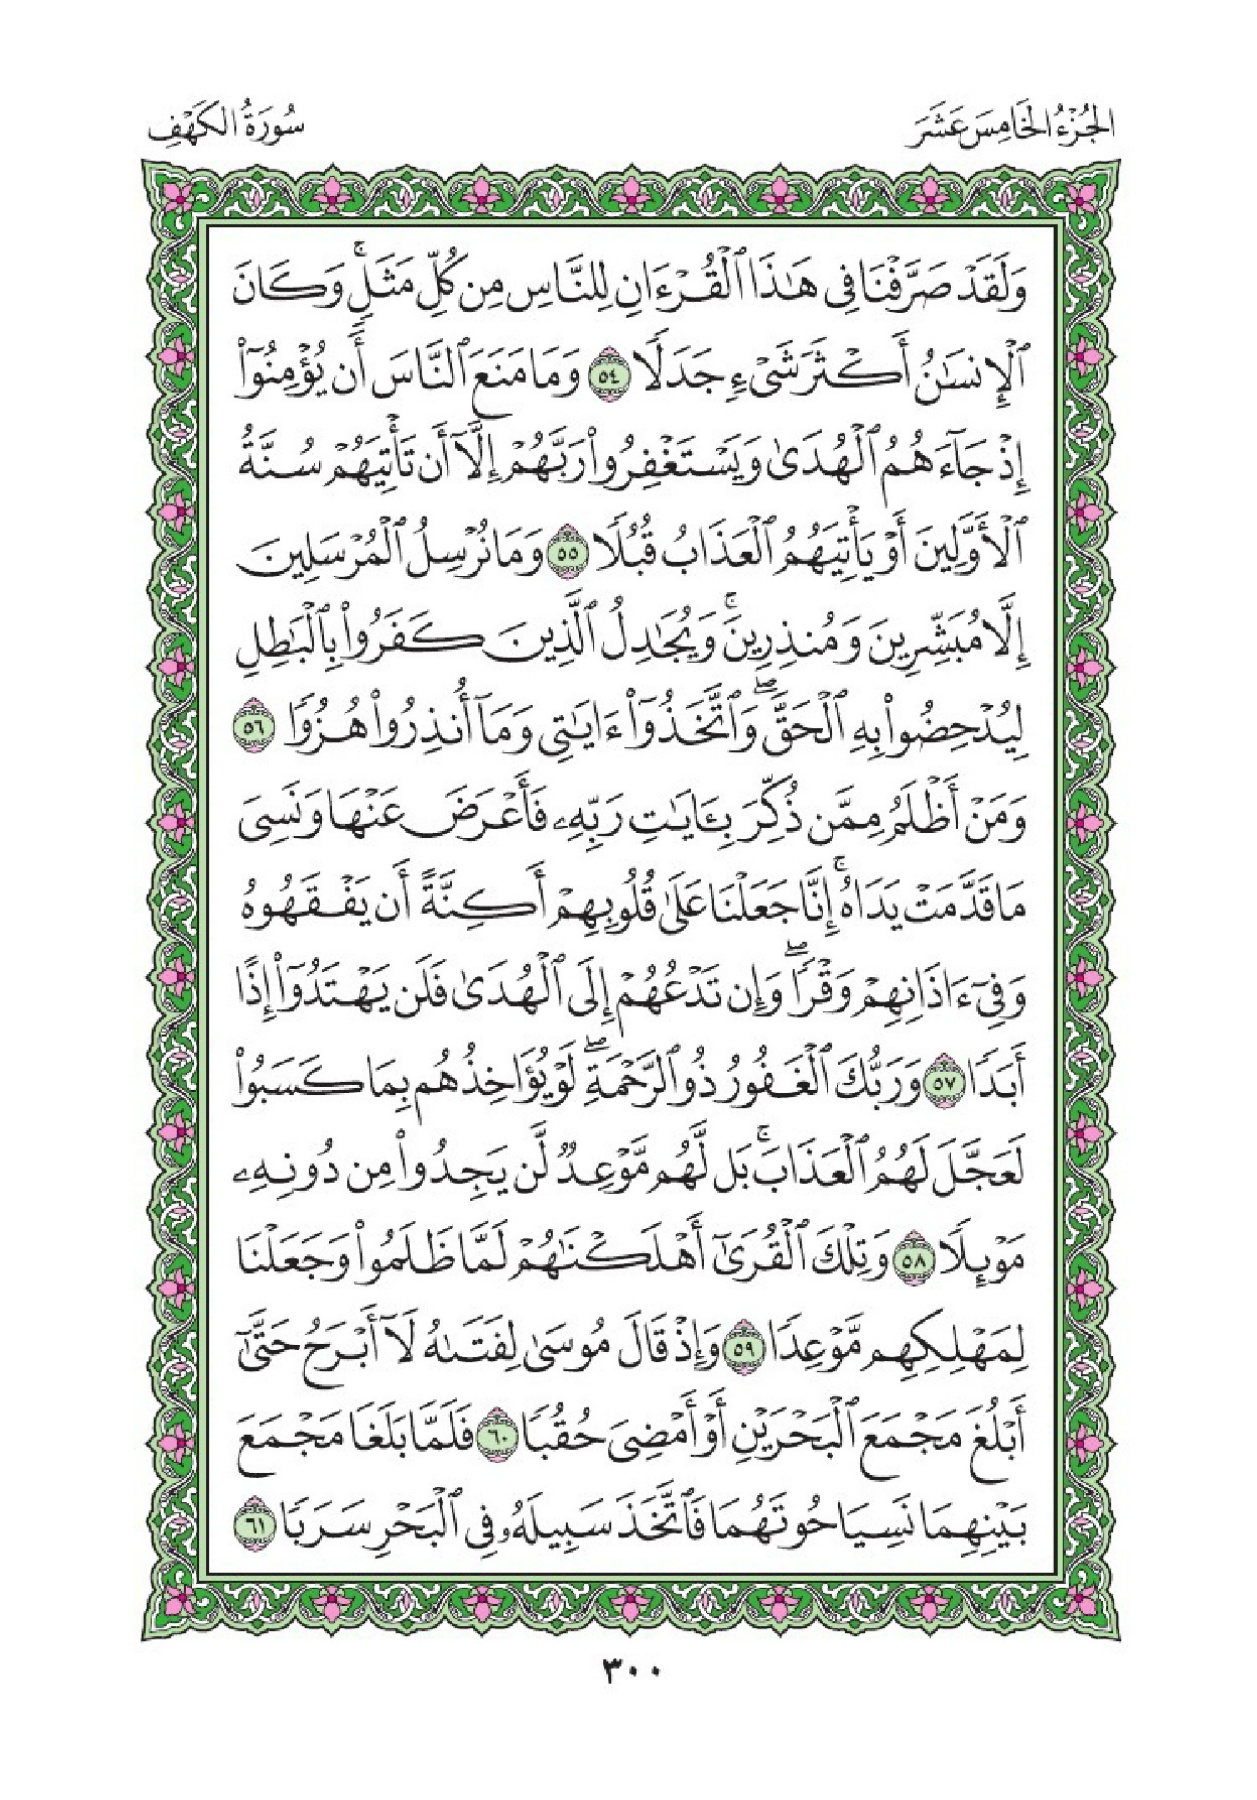 الجُزْءُ الخَامِسَ عَشَرَ
سُورَةُ الكَهْفِ
وَلَقَدْ صَرَّفْنَا فِى هَٰذَا ٱلْقُرْءَانِ لِلنَّاسِ مِن كُلِّ مَثَلٍۚ وَكَانَ
ٱلْإِنسَٰنُ أَكْثَرَ شَىْءٍ جَدَلًا ٥٤ وَمَا مَنَعَ ٱلنَّاسَ أَن يُؤْمِنُوٓا۟
إِذْ جَآءَهُمُ ٱلْهُدَىٰ وَيَسْتَغْفِرُوا۟ رَبَّهُمْ إِلَّآ أَن تَأْتِيَهُمْ سُنَّةُ
ٱلْأَوَّلِينَ أَوْ يَأْتِيَهُمُ ٱلْعَذَابُ قُبُلًا ٥٥ وَمَا نُرْسِلُ ٱلْمُرْسَلِينَ
إِلَّا مُبَشِّرِينَ وَمُنذِرِينَۚ وَيُجَٰدِلُ ٱلَّذِينَ كَفَرُوا۟ بِٱلْبَٰطِلِ
لِيُدْحِضُوا۟ بِهِ ٱلْحَقَّۖ وَٱتَّخَذُوٓا۟ ءَايَٰتِى وَمَآ أُنذِرُوا۟ هُزُوًا ٥٦
وَمَنْ أَظْلَمُ مِمَّن ذُكِّرَ بِـَٔايَٰتِ رَبِّهِۦ فَأَعْرَضَ عَنْهَا وَنَسِىَ
مَا قَدَّمَتْ يَدَاهُۚ إِنَّا جَعَلْنَا عَلَىٰ قُلُوبِهِمْ أَكِنَّةً أَن يَفْقَهُوهُ
وَفِىٓ ءَاذَانِهِمْ وَقْرًاۖ وَإِن تَدْعُهُمْ إِلَى ٱلْهُدَىٰ فَلَن يَهْتَدُوٓا۟ إِذًا
أَبَدًا ٥٧ وَرَبُّكَ ٱلْغَفُورُ ذُو ٱلرَّحْمَةِۖ لَوْ يُؤَاخِذُهُم بِمَا كَسَبُوا۟
لَعَجَّلَ لَهُمُ ٱلْعَذَابَۚ بَل لَّهُم مَّوْعِدٌ لَّن يَجِدُوا۟ مِن دُونِهِۦ
مَوْئِلًا ٥٨ وَتِلْكَ ٱلْقُرَىٰٓ أَهْلَكْنَٰهُمْ لَمَّا ظَلَمُوا۟ وَجَعَلْنَا
لِمَهْلِكِهِم مَّوْعِدًا ٥٩ وَإِذْ قَالَ مُوسَىٰ لِفَتَىٰهُ لَآ أَبْرَحُ حَتَّىٰٓ
أَبْلُغَ مَجْمَعَ ٱلْبَحْرَيْنِ أَوْ أَمْضِىَ حُقُبًا ٦٠ فَلَمَّا بَلَغَا مَجْمَعَ
بَيْنِهِمَا نَسِيَا حُوتَهُمَا فَٱتَّخَذَ سَبِيلَهُۥ فِى ٱلْبَحْرِ سَرَبًا ٦١
٣٠٠